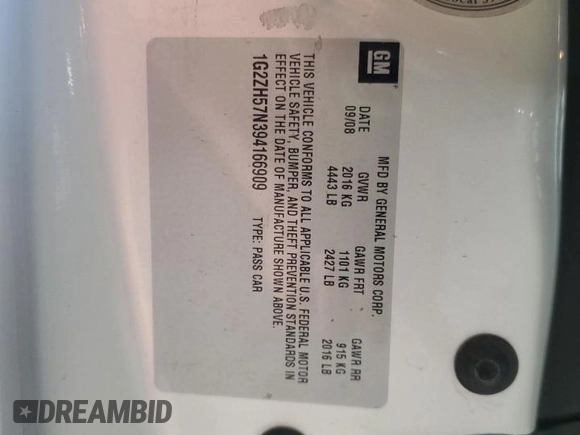 GM
MFD BY GENERAL MOTORS CORP.
DATE GVWR GAWR FRT GAWR RR
09/08 2016 KG 1101 KG 915 KG
4443 LB 2427 LB 2016 LB
THIS VEHICLE CONFORMS TO ALL APPLICABLE U.S. FEDERAL MOTOR
VEHICLE SAFETY, BUMPER, AND THEFT PREVENTION STANDARDS IN
EFFECT ON THE DATE OF MANUFACTURE SHOWN ABOVE.
1G2ZH57N394166909 TYPE: PASS CAR
DREAMBID